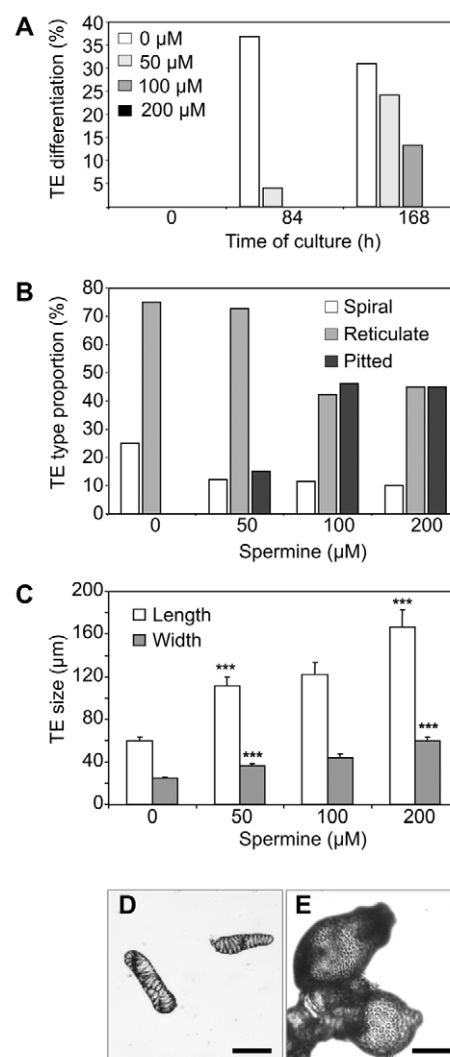 A
TE differentiation (%)
40
35
30
25
20
15
10
5
0 µM
50 µM
100 µM
200 µM
0
84
168
Time of culture (h)
B
TE type proportion (%)
80
70
60
50
40
30
20
10
0
Spiral
Reticulate
Pitted
0
50
100
200
Spermine (µM)
C
TE size (µm)
200
160
120
80
40
0
Length
Width
***
***
***
***
0
50
100
200
Spermine (µM)
D
E